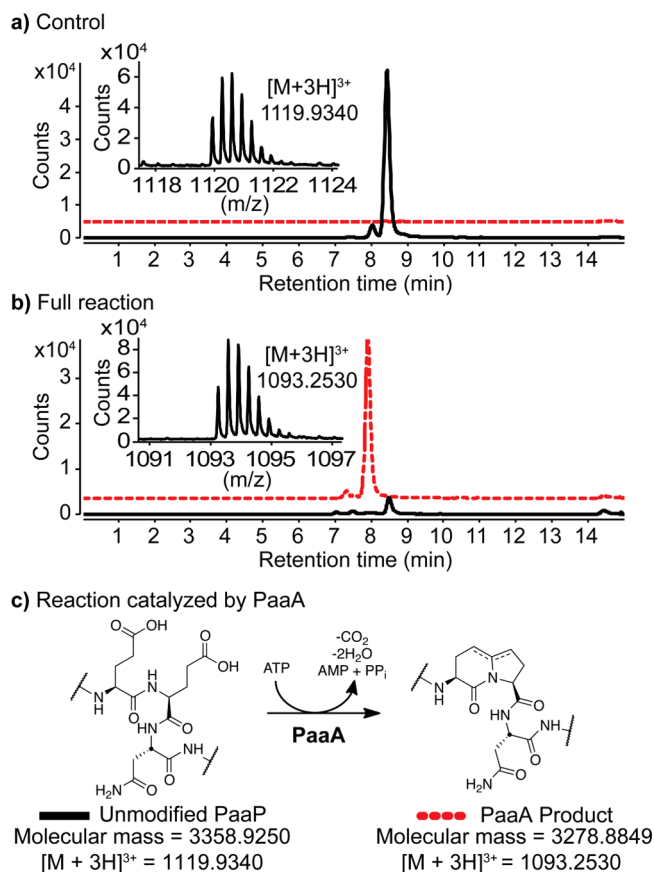 a) Control
x10⁴
x10⁴
[M+3H]³⁺
1119.9340
Counts
6
4
2
0
1118 1120 1122 1124
(m/z)
Counts
5
4
3
2
1
0
1 2 3 4 5 6 7 8 9 10 11 12 13 14
Retention time (min)
b) Full reaction
x10⁴
x10⁴
[M+3H]³⁺
1093.2530
Counts
8
6
4
2
0
1091 1093 1095 1097
(m/z)
Counts
3
2
1
0
1 2 3 4 5 6 7 8 9 10 11 12 13 14
Retention time (min)
c) Reaction catalyzed by PaaA
O
OH
O
OH
N
H
O
NH
O
NH
NH
O
H₂N
O
ATP
-CO₂
-2H₂O
AMP + PPᵢ
PaaA
N
H
O
N
O
NH
NH
O
H₂N
O
Unmodified PaaP
Molecular mass = 3358.9250
[M + 3H]³⁺ = 1119.9340
PaaA Product
Molecular mass = 3278.8849
[M + 3H]³⁺ = 1093.2530